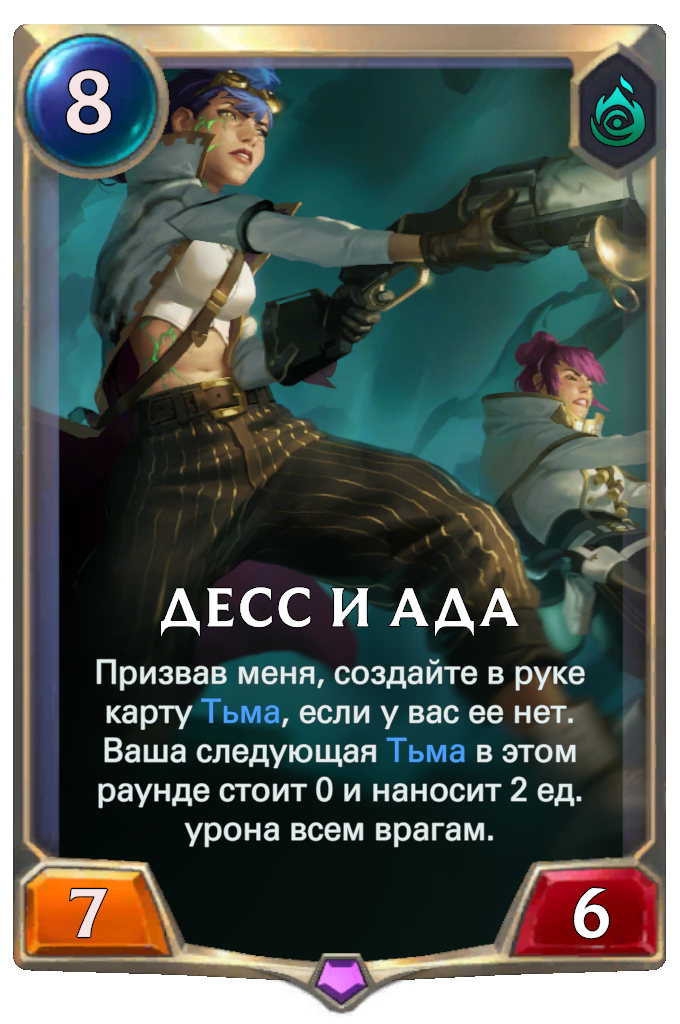 8
ДЕСС И АДА
Призвав меня, создайте в руке
карту Тьма, если у вас ее нет.
Ваша следующая Тьма в этом
раунде стоит 0 и наносит 2 ед.
урона всем врагам.
7
6